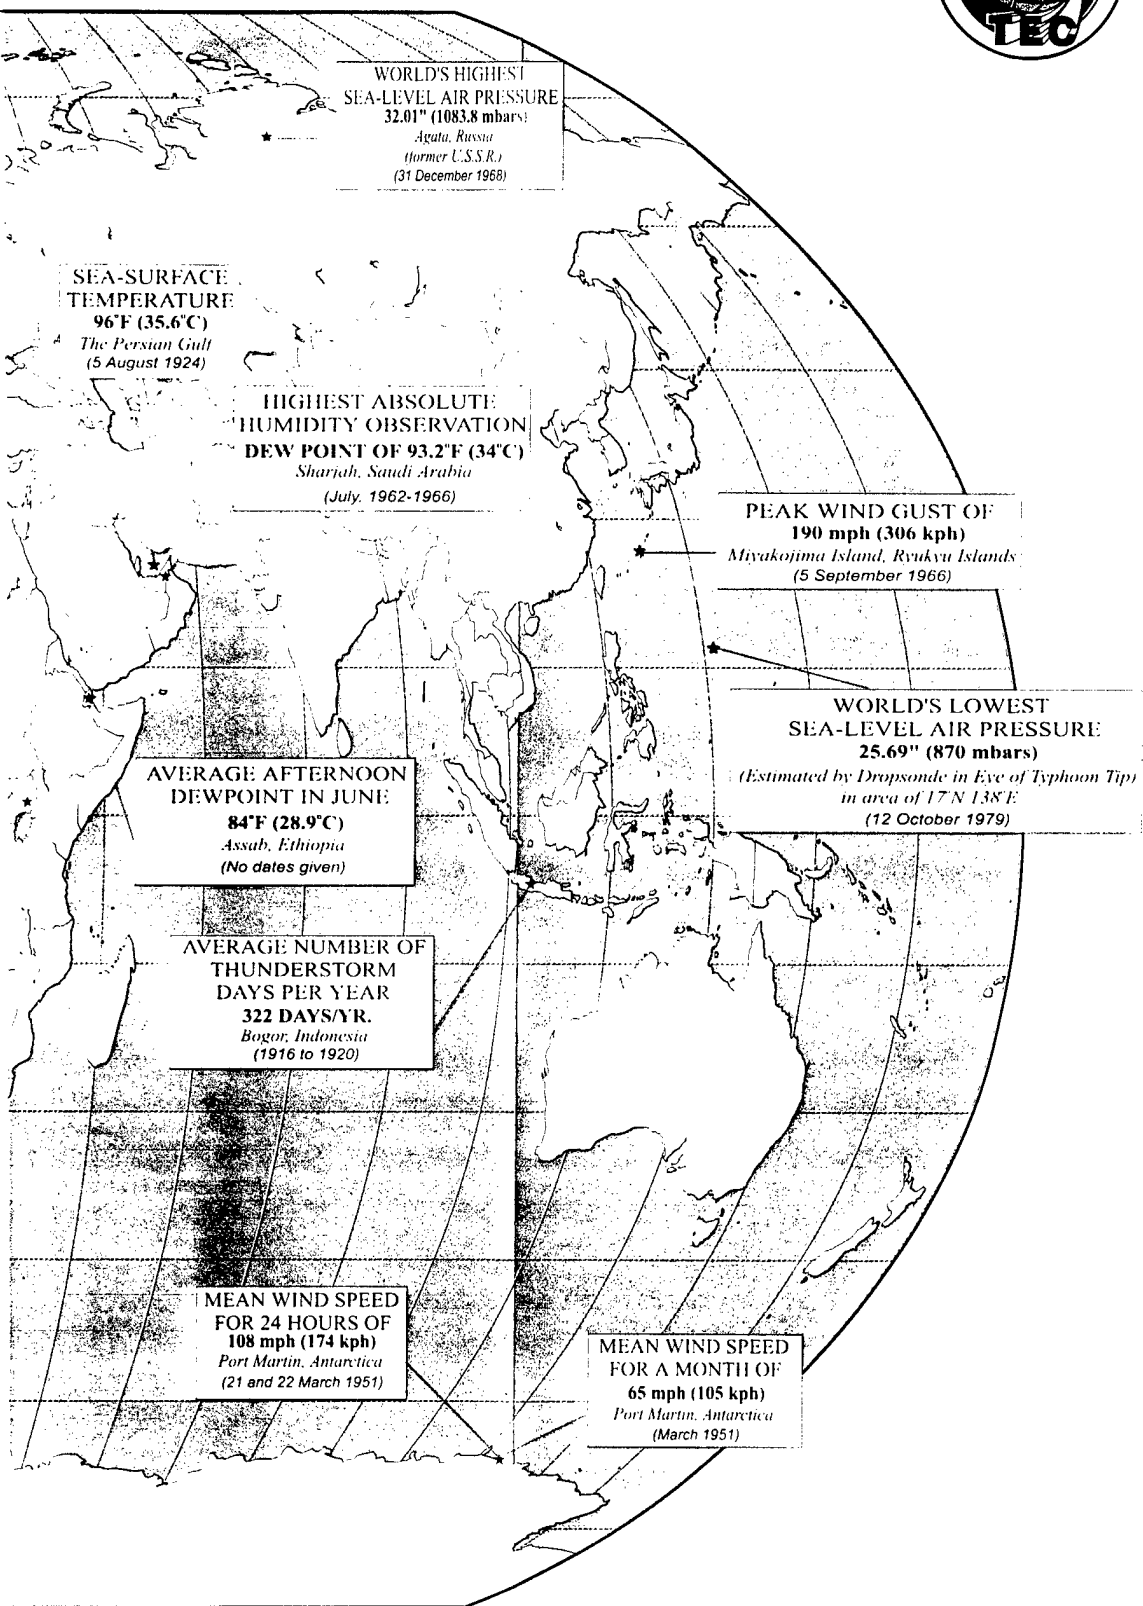 TEC
WORLD'S HIGHEST
SEA-LEVEL AIR PRESSURE
32.01" (1083.8 mbars)
Agata, Russia
(former U.S.S.R.)
(31 December 1968)
SEA-SURFACE
TEMPERATURE
96°F (35.6°C)
The Persian Gulf
(5 August 1924)
HIGHEST ABSOLUTE
HUMIDITY OBSERVATION
DEW POINT OF 93.2°F (34°C)
Sharjah, Saudi Arabia
(July, 1962-1966)
PEAK WIND GUST OF
190 mph (306 kph)
Miyakojima Island, Ryukyu Islands
(5 September 1966)
WORLD'S LOWEST
SEA-LEVEL AIR PRESSURE
25.69" (870 mbars)
(Estimated by Dropsonde in Eye of Typhoon Tip)
in area of 17°N 138°E
(12 October 1979)
AVERAGE AFTERNOON
DEWPOINT IN JUNE
84°F (28.9°C)
Assab, Ethiopia
(No dates given)
AVERAGE NUMBER OF
THUNDERSTORM
DAYS PER YEAR
322 DAYS/YR.
Bogor, Indonesia
(1916 to 1920)
MEAN WIND SPEED
FOR 24 HOURS OF
108 mph (174 kph)
Port Martin, Antarctica
(21 and 22 March 1951)
MEAN WIND SPEED
FOR A MONTH OF
65 mph (105 kph)
Port Martin, Antarctica
(March 1951)